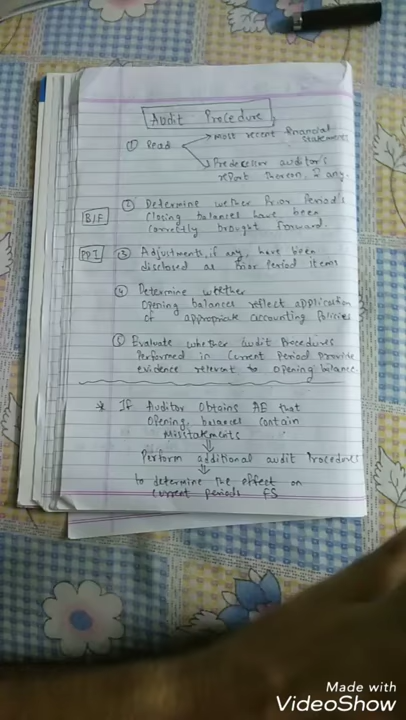 Audit Procedure
① Read
most recent financial
statements
Predecessor auditor's
report thereon, if any.
② Determine whether Prior Period's
B/F
closing balances have been
correctly brought forward.
PPI
③ Adjustments, if any, have been
disclosed as Prior Period items
④ Determine whether
opening balances reflect application
of appropriate accounting policies
⑤ Evaluate whether Audit Procedures
performed in current period provide
evidence relevent to opening balance
* If Auditor obtains AE that
opening balances contain
misstatements
Perform additional audit procedures
to determine the effect on
current periods FS
Made with
VideoShow